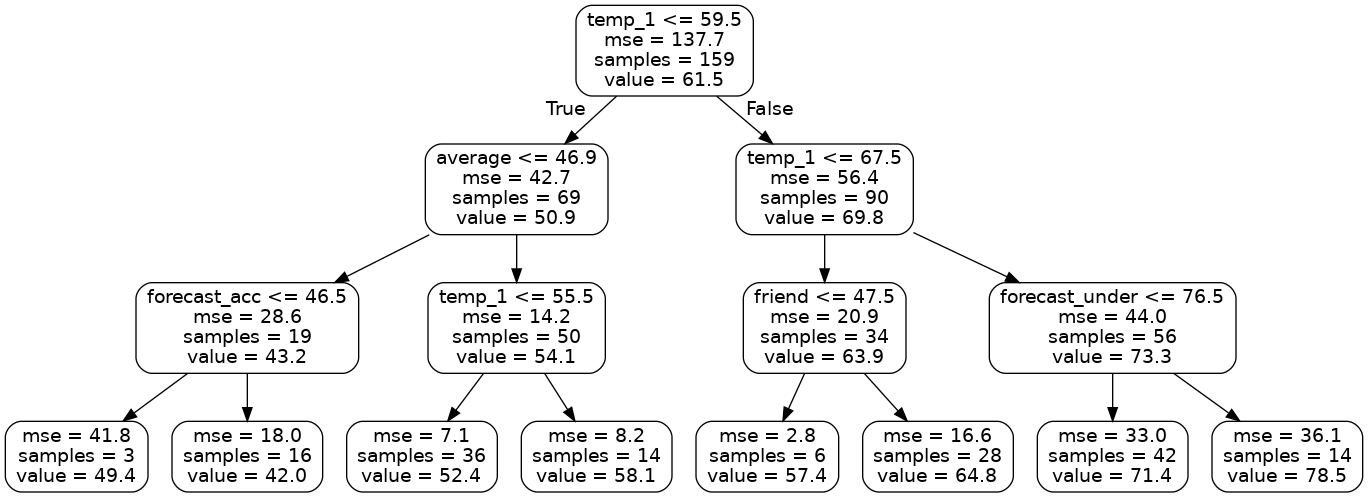 temp_1 <= 59.5
mse = 137.7
samples = 159
value = 61.5
True
False
average <= 46.9
mse = 42.7
samples = 69
value = 50.9
temp_1 <= 67.5
mse = 56.4
samples = 90
value = 69.8
forecast_acc <= 46.5
mse = 28.6
samples = 19
value = 43.2
temp_1 <= 55.5
mse = 14.2
samples = 50
value = 54.1
friend <= 47.5
mse = 20.9
samples = 34
value = 63.9
forecast_under <= 76.5
mse = 44.0
samples = 56
value = 73.3
mse = 41.8
samples = 3
value = 49.4
mse = 18.0
samples = 16
value = 42.0
mse = 7.1
samples = 36
value = 52.4
mse = 8.2
samples = 14
value = 58.1
mse = 2.8
samples = 6
value = 57.4
mse = 16.6
samples = 28
value = 64.8
mse = 33.0
samples = 42
value = 71.4
mse = 36.1
samples = 14
value = 78.5